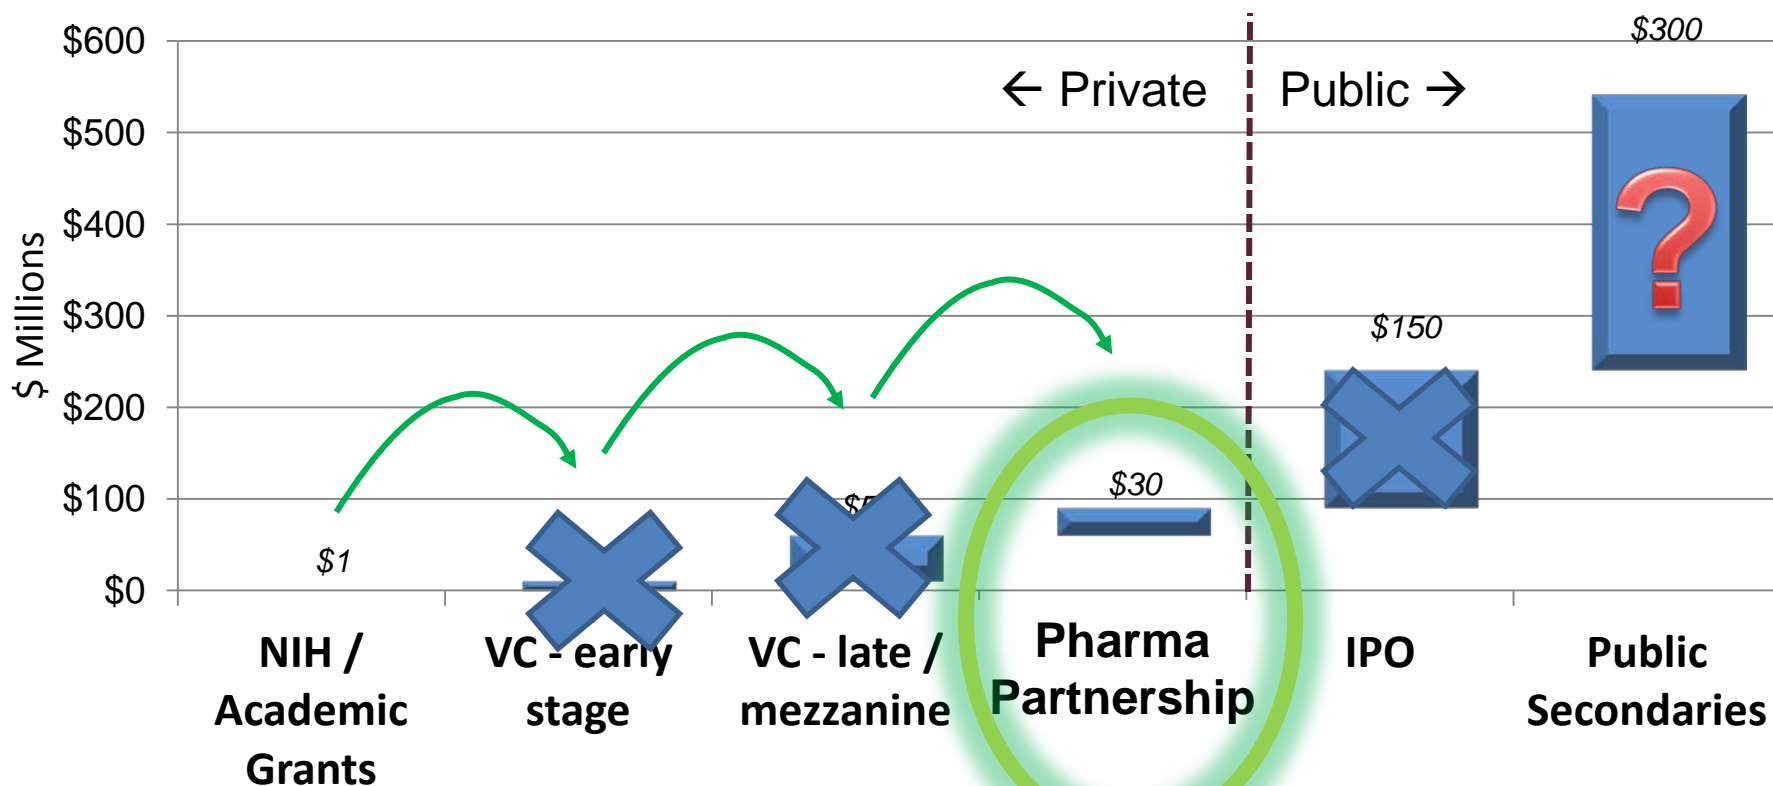 $600
$500
$400
$300
$200
$100
$0
$ Millions
← Private
Public →
$1
$30
$150
$300
?
NIH /
Academic
Grants
VC - early
stage
VC - late /
mezzanine
Pharma
Partnership
IPO
Public
Secondaries